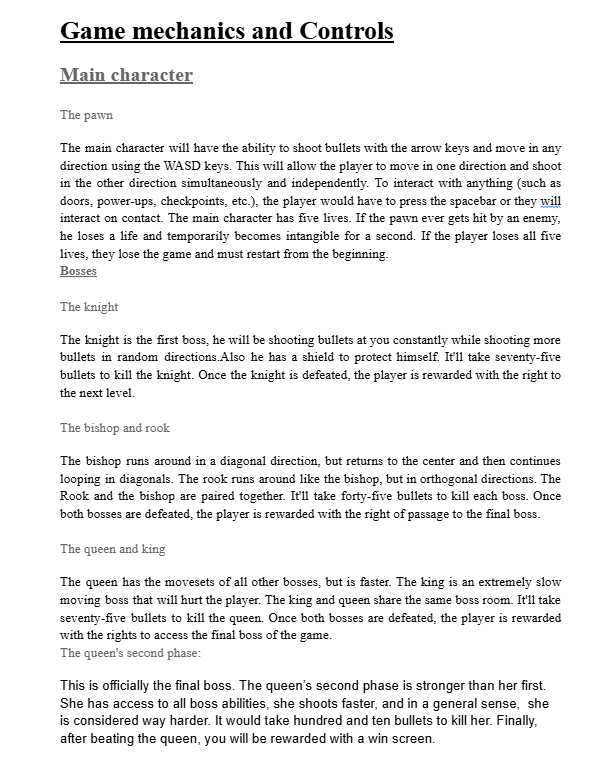 Game mechanics and Controls
Main character
The pawn
The main character will have the ability to shoot bullets with the arrow keys and move in any
direction using the WASD keys. This will allow the player to move in one direction and shoot
in the other direction simultaneously and independently. To interact with anything (such as
doors, power-ups, checkpoints, etc.), the player would have to press the spacebar or they will
interact on contact. The main character has five lives. If the pawn ever gets hit by an enemy,
he loses a life and temporarily becomes intangible for a second. If the player loses all five
lives, they lose the game and must restart from the beginning.
Bosses
The knight
The knight is the first boss, he will be shooting bullets at you constantly while shooting more
bullets in random directions.Also he has a shield to protect himself. It'll take seventy-five
bullets to kill the knight. Once the knight is defeated, the player is rewarded with the right to
the next level.
The bishop and rook
The bishop runs around in a diagonal direction, but returns to the center and then continues
looping in diagonals. The rook runs around like the bishop, but in orthogonal directions. The
Rook and the bishop are paired together. It'll take forty-five bullets to kill each boss. Once
both bosses are defeated, the player is rewarded with the right of passage to the final boss.
The queen and king
The queen has the movesets of all other bosses, but is faster. The king is an extremely slow
moving boss that will hurt the player. The king and queen share the same boss room. It'll take
seventy-five bullets to kill the queen. Once both bosses are defeated, the player is rewarded
with the rights to access the final boss of the game.
The queen's second phase:
This is officially the final boss. The queen's second phase is stronger than her first.
She has access to all boss abilities, she shoots faster, and in a general sense,  she
is considered way harder. It would take hundred and ten bullets to kill her. Finally,
after beating the queen, you will be rewarded with a win screen.